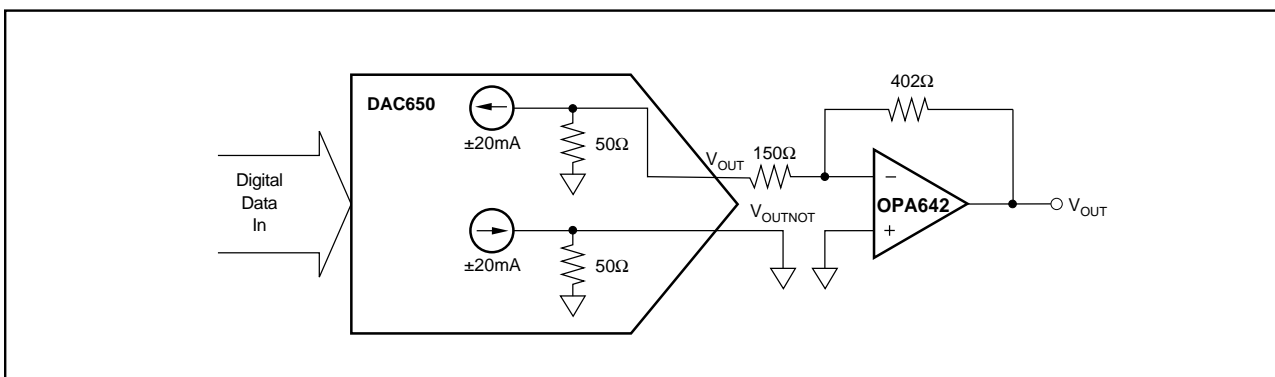 DAC650
±20mA
50Ω
402Ω
150Ω
V_OUT
Digital
Data
In
V_OUTNOT
−
OPA642
+
V_OUT
±20mA
50Ω